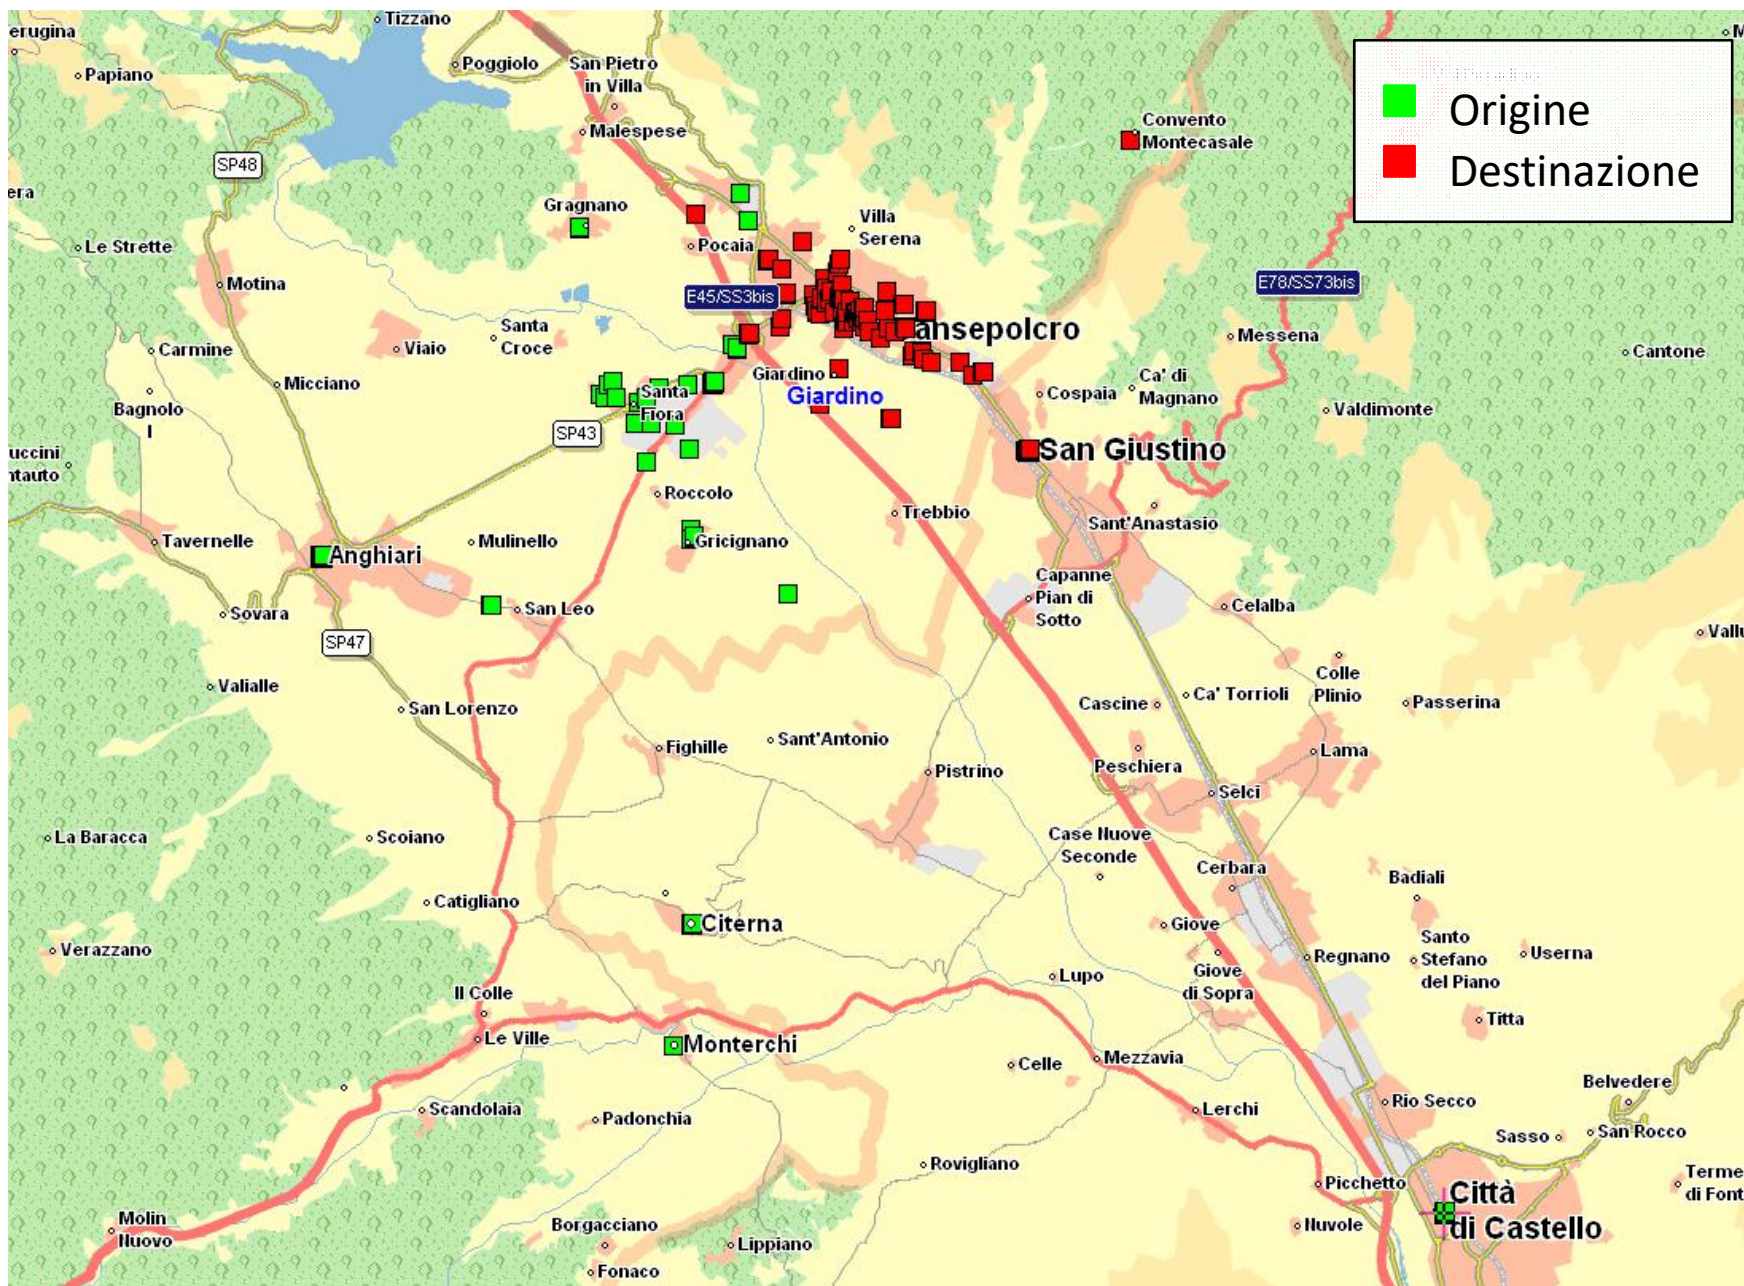 Tizzano
erugina
Papiano
Poggiolo
San Pietro
in Villa
Malespese
Convento
Montecasale
Origine
Destinazione
SP48
era
Gragnano
Villa
Serena
Le Strette
Pocaia
Motina
E45/SS3bis
E78/SS73bis
Santa
Croce
ansepolcro
Messena
Carmine
Viaio
Cantone
Micciano
Giardino
Giardino
Cospaia
Ca' di
Magnano
Bagnolo
I
Santa
Fiora
Valdimonte
SP43
uccini
ntauto
San Giustino
Roccolo
Trebbio
Sant'Anastasio
Tavernelle
Anghiari
Mulinello
Gricignano
Capanne
Pian di
Sotto
Celalba
Sovara
San Leo
SP47
Vallu
Colle
Plinio
Valialle
San Lorenzo
Cascine
Ca' Torrioli
Passerina
Fighille
Sant'Antonio
Lama
Pistrino
Peschiera
Selci
La Baracca
Scoiano
Case Nuove
Seconde
Cerbara
Badiali
Catigliano
Citerna
Giove
Verazzano
Santo
Stefano
del Piano
Userna
Regnano
Lupo
Giove
di Sopra
Il Colle
Titta
Le Ville
Monterchi
Celle
Mezzavia
Belvedere
Scandolaia
Padonchia
Lerchi
Rio Secco
Sasso
San Rocco
Rovigliano
Picchetto
Terme
di Font
Città
di Castello
Molin
Nuovo
Borgacciano
Lippiano
Nuvole
Fonaco